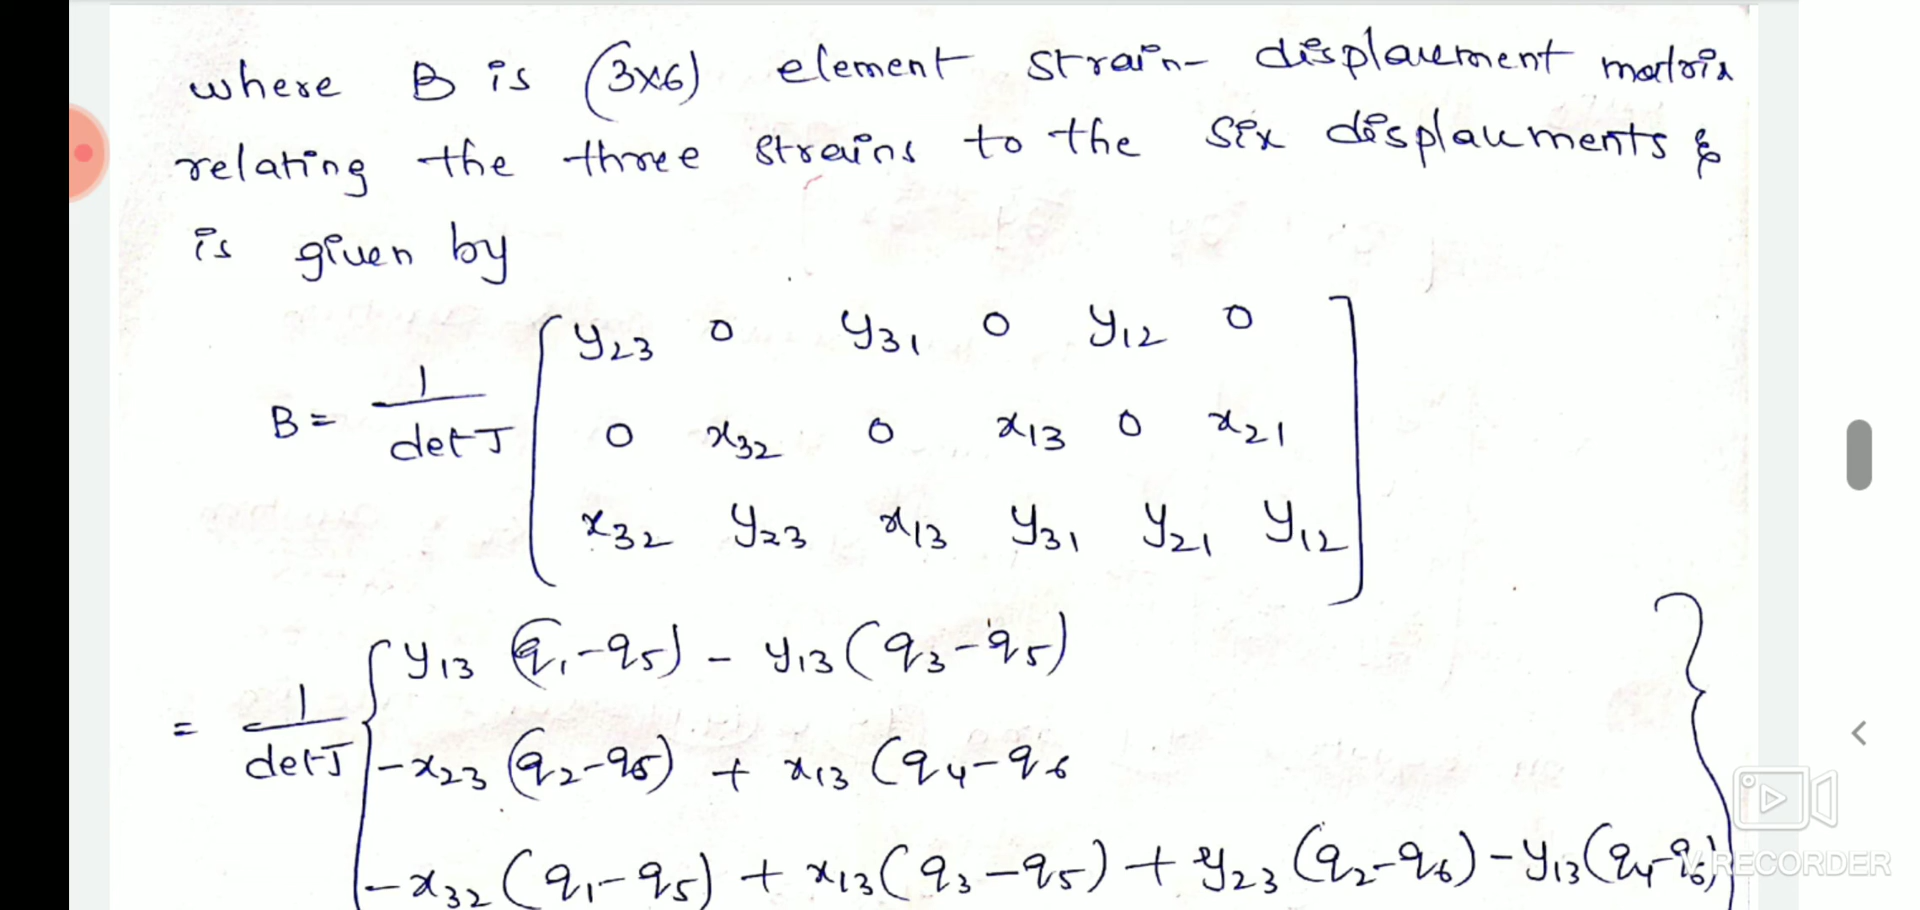 where B is (3x6) element strain- displacement matrix
relating the three strains to the six displacements &
is given by
B = 1/detJ [ y23 0 y31 0 y12 0
0 x32 0 x13 0 x21
x32 y23 x13 y31 y21 y12 ]
= 1/detJ { y13 (q1-q5) - y13 (q3-q5)
-x23 (q2-q6) + x13 (q4-q6
-x32 (q1-q5) + x13 (q3-q5) + y23 (q2-q6) - y13 (q4-q6) }
V RECORDER